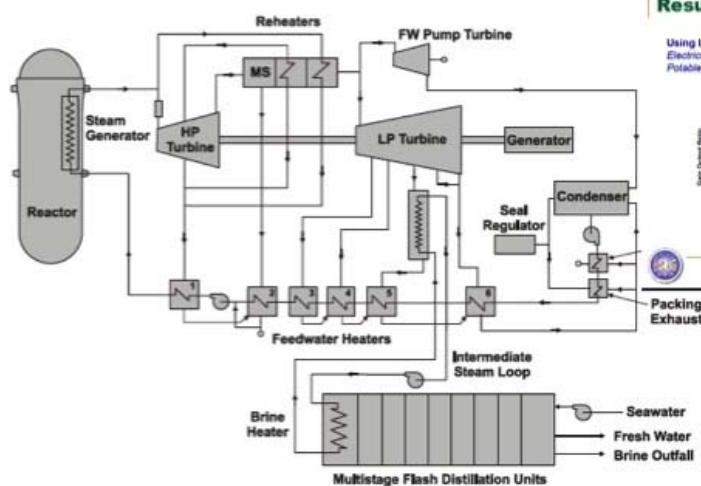 Resu
Reheaters
FW Pump Turbine
Using L
Electric
Potable
MS
Steam
Generator
HP
Turbine
LP Turbine
Generator
Reactor
Condenser
Seal
Regulator
1
2
3
4
5
6
Packing
Exhaust
Feedwater Heaters
Intermediate
Steam Loop
Brine
Heater
Seawater
Fresh Water
Brine Outfall
Multistage Flash Distillation Units